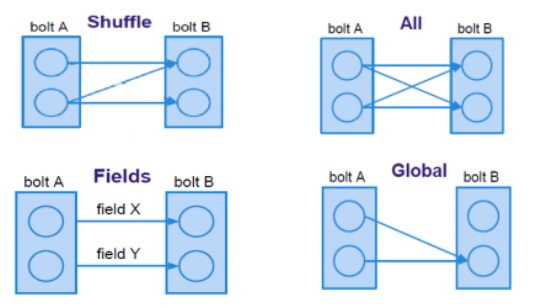 Shuffle
bolt A
bolt B
All
bolt A
bolt B
Fields
bolt A
bolt B
field X
field Y
Global
bolt A
bolt B